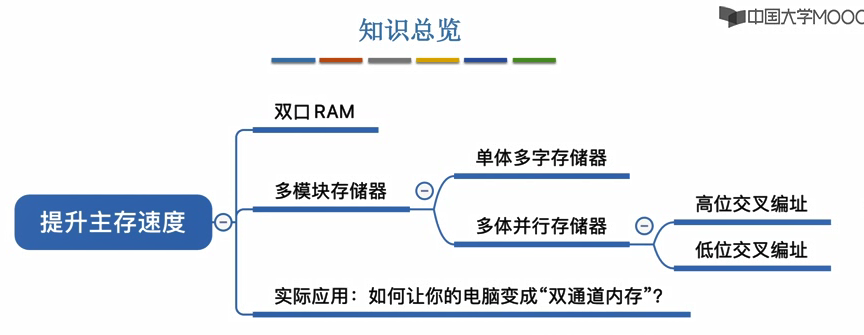 中国大学MOOC
知识总览
双口RAM
单体多字存储器
多模块存储器
高位交叉编址
提升主存速度
多体并行存储器
低位交叉编址
实际应用：如何让你的电脑变成“双通道内存”?